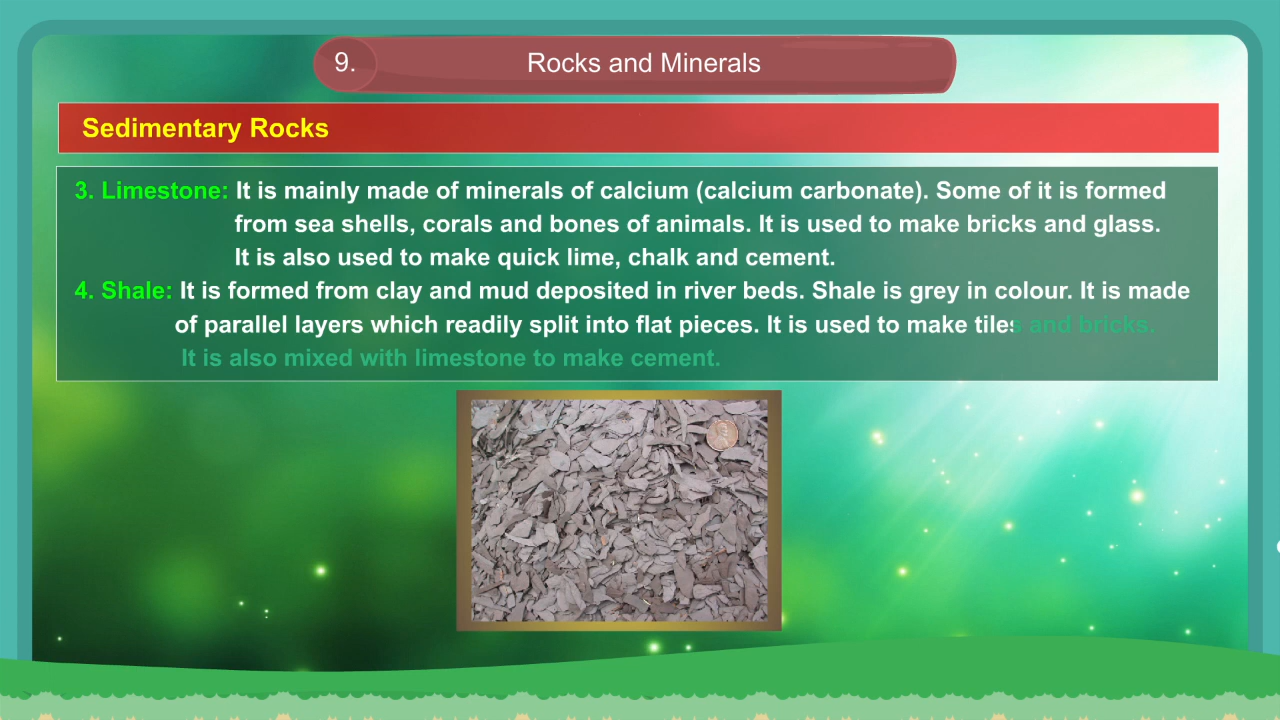 9. Rocks and Minerals
Sedimentary Rocks
3. Limestone: It is mainly made of minerals of calcium (calcium carbonate). Some of it is formed
from sea shells, corals and bones of animals. It is used to make bricks and glass.
It is also used to make quick lime, chalk and cement.
4. Shale: It is formed from clay and mud deposited in river beds. Shale is grey in colour. It is made
of parallel layers which readily split into flat pieces. It is used to make tiles and bricks.
It is also mixed with limestone to make cement.